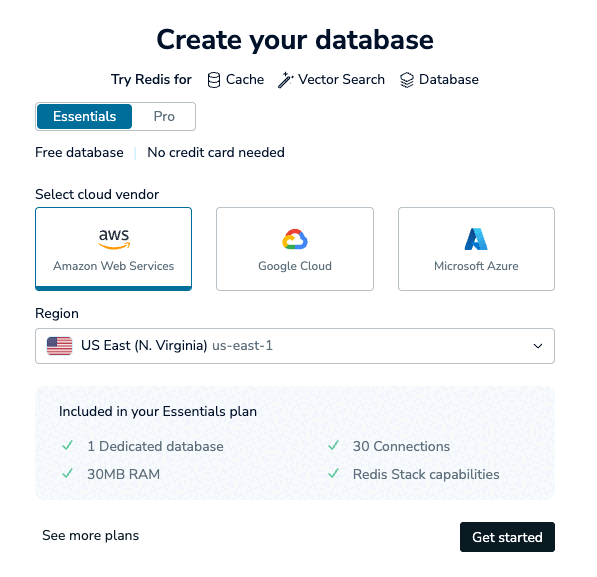 Create your database
Try Redis for Cache Vector Search Database
Essentials Pro
Free database No credit card needed
Select cloud vendor
aws
Amazon Web Services Google Cloud Microsoft Azure
Region
US East (N. Virginia) us-east-1
Included in your Essentials plan
1 Dedicated database 30 Connections
30MB RAM Redis Stack capabilities
See more plans Get started